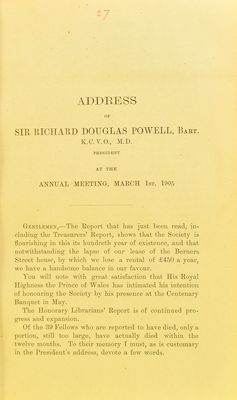 27
ADDRESS
OF
SIR RICHARD DOUGLAS POWELL, BART.
K.C.V.O., M.D.
PRESIDENT
AT THE
ANNUAL MEETING, MARCH 1ST, 1905
GENTLEMEN,—The Report that has just been read, in-
cluding the Treasurers' Report, shows that the Society is
flourishing in this its hundredth year of existence, and that
notwithstanding the lapse of our lease of the Berners
Street house, by which we lose a rental of £450 a year,
we have a handsome balance in our favour.
You will note with great satisfaction that His Royal
Highness the Prince of Wales has intimated his intention
of honouring the Society by his presence at the Centenary
Banquet in May.
The Honorary Librarians' Report is of continued pro-
gress and expansion.
Of the 39 Fellows who are reported to have died, only a
portion, still too large, have actually died within the
twelve months. To their memory I must, as is customary
in the President's address, devote a few words.